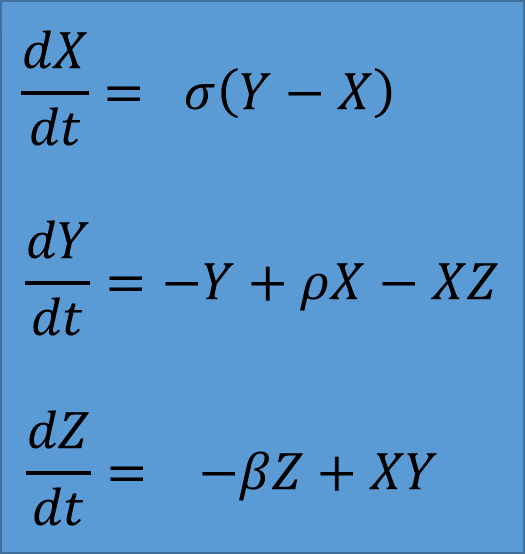 dX/dt = σ(Y − X)
dY/dt = −Y + ρX − XZ
dZ/dt = −βZ + XY